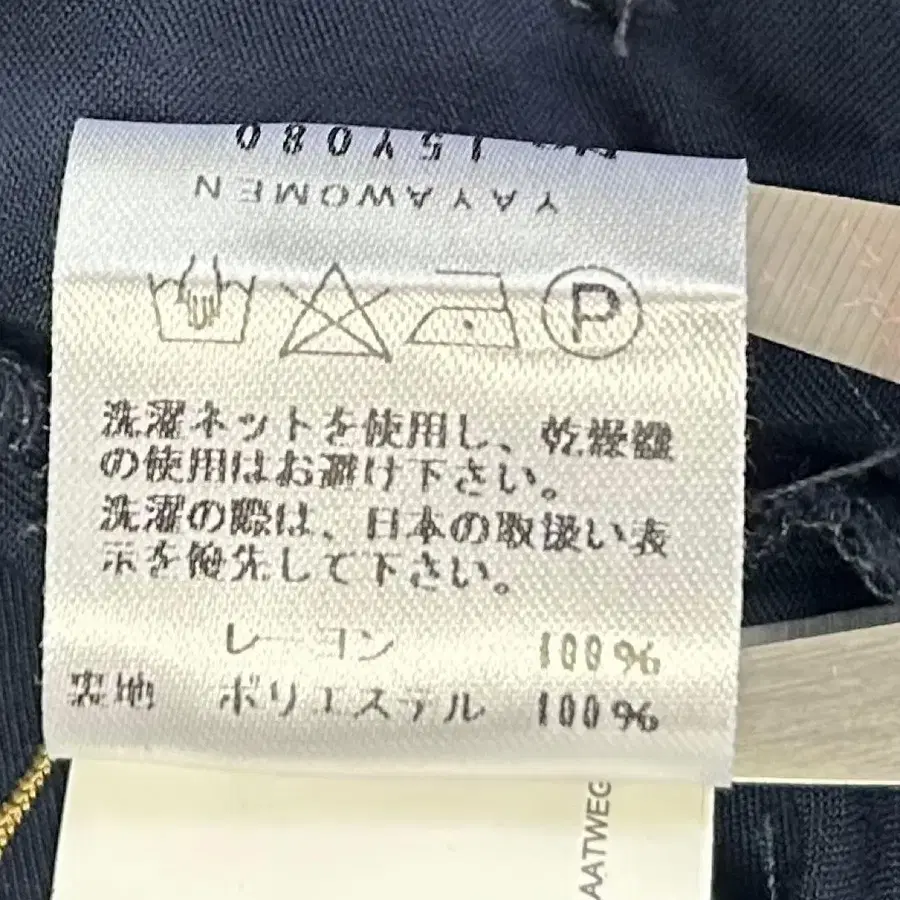 15Y080
YAYAWOMEN
P
洗濯ネットを使用し、乾燥機
の使用はお避け下さい。
洗濯の際は、日本の取扱い表
示を優先して下さい。
レーヨン 100%
裏地 ポリエステル 100%
AATWEG